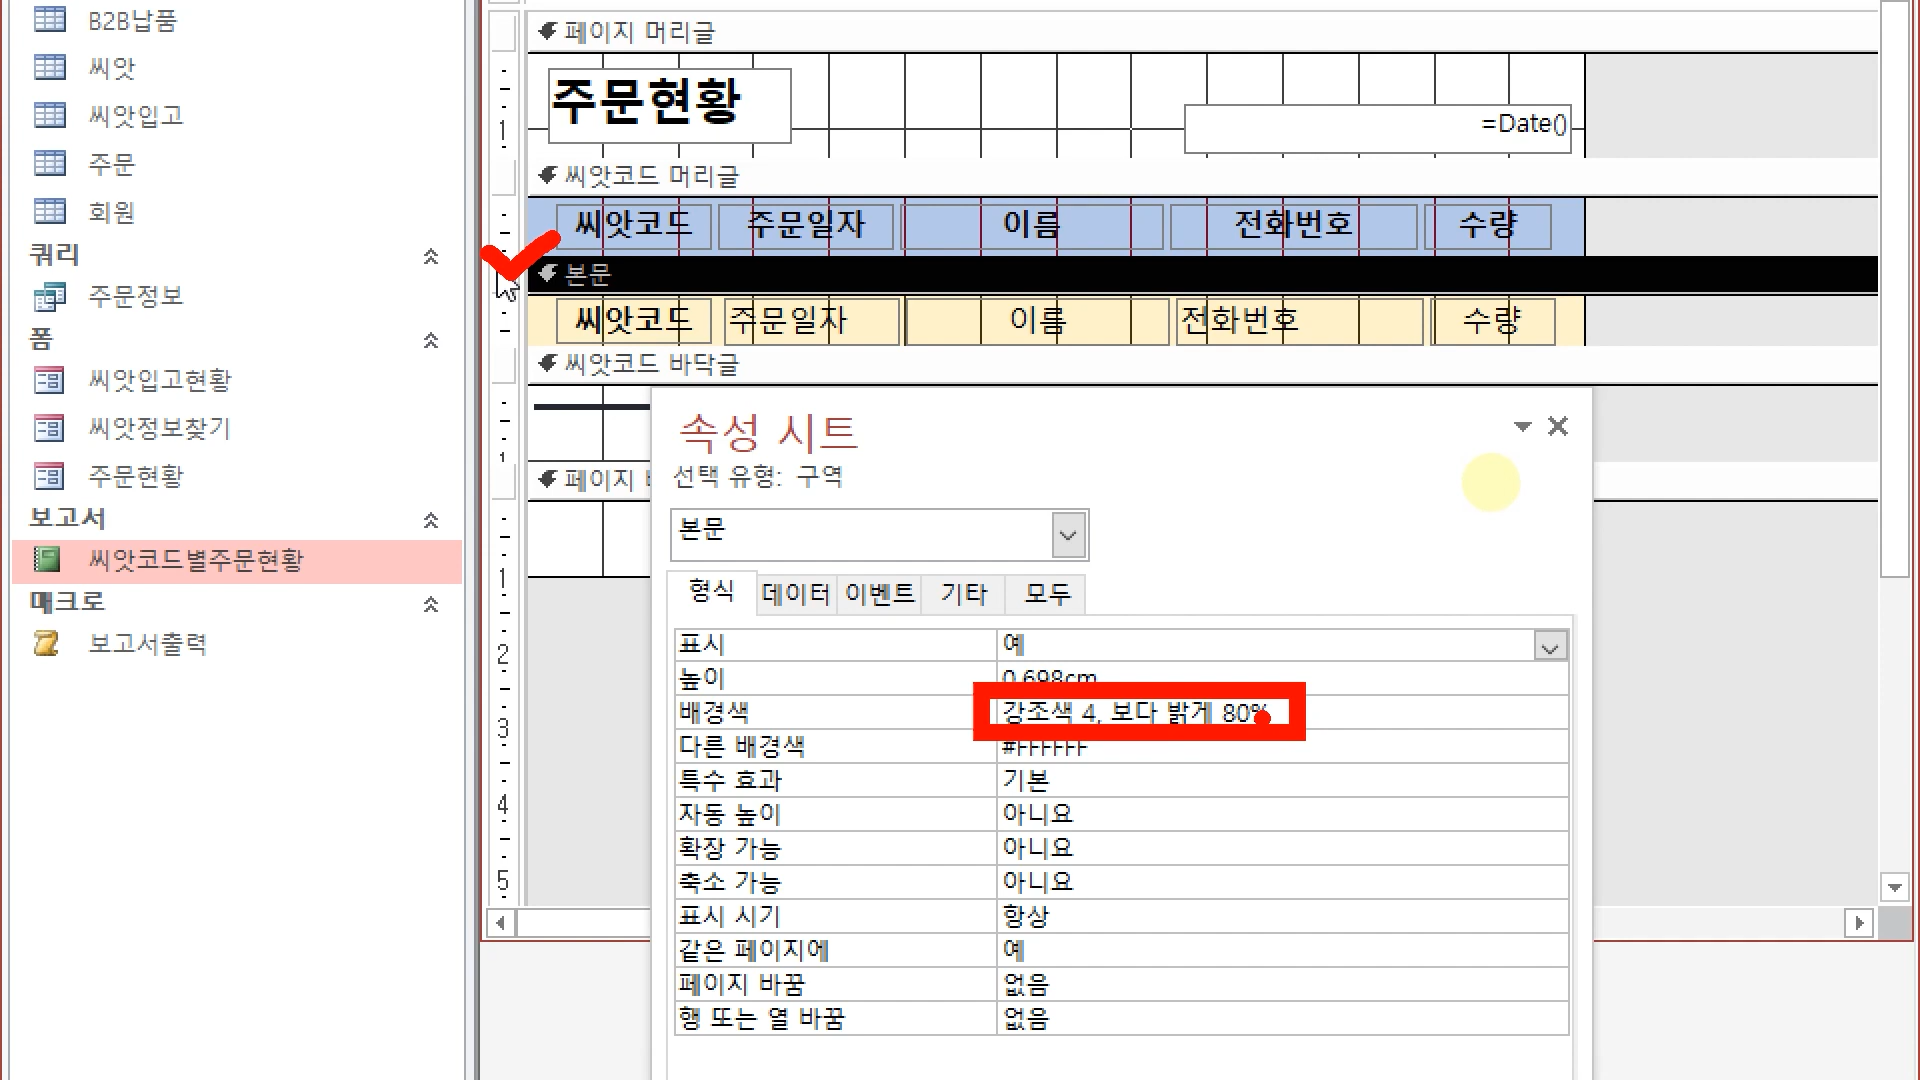 B2B납품
씨앗
씨앗입고
주문
회원
쿼리
주문정보
폼
씨앗입고현황
씨앗정보찾기
주문현황
보고서
씨앗코드별주문현황
매크로
보고서출력
페이지 머리글
주문현황
=Date()
1
씨앗코드 머리글
씨앗코드 주문일자 이름 전화번호 수량
본문
씨앗코드 주문일자 이름 전화번호 수량
씨앗코드 바닥글
1
페이지
1
2
3
4
5
속성 시트
선택 유형: 구역
본문
형식 데이터 이벤트 기타 모두
표시 예
높이 0.698cm
배경색 강조색 4, 보다 밝게 80%
다른 배경색 #FFFFFF
특수 효과 기본
자동 높이 아니요
확장 가능 아니요
축소 가능 아니요
표시 시기 항상
같은 페이지에 예
페이지 바꿈 없음
행 또는 열 바꿈 없음